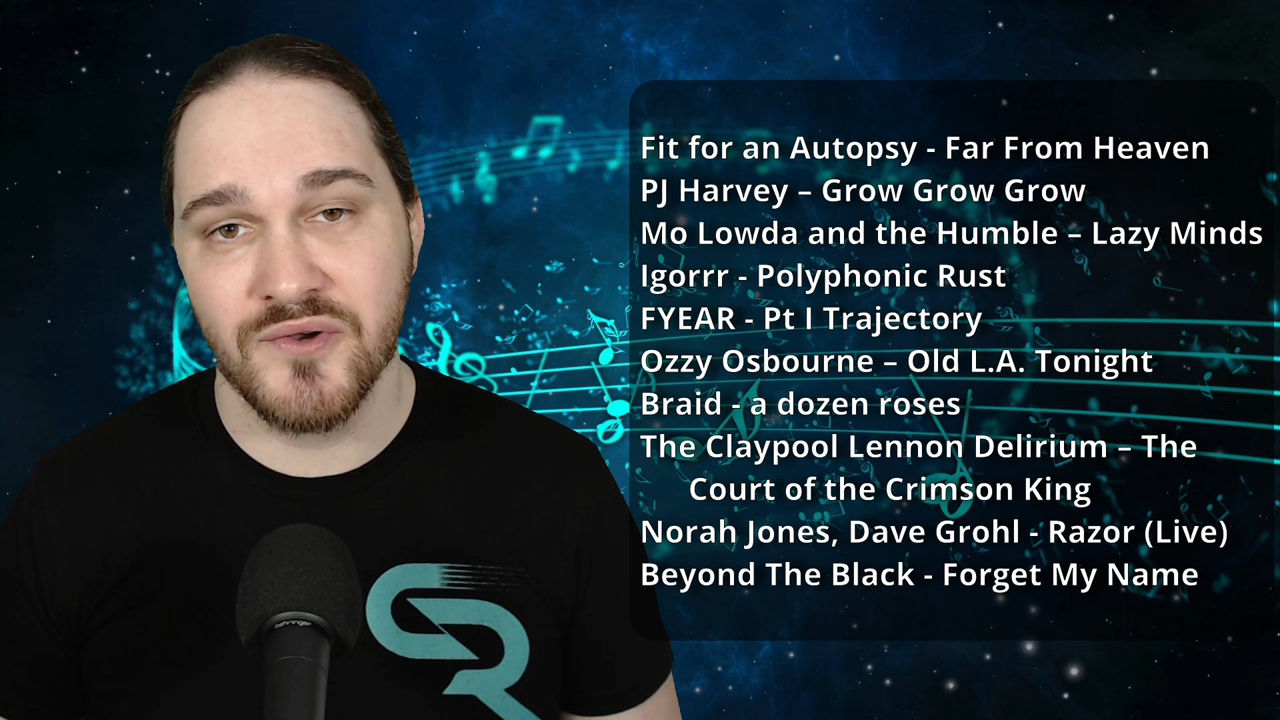 Fit for an Autopsy - Far From Heaven
PJ Harvey – Grow Grow Grow
Mo Lowda and the Humble – Lazy Minds
Igorrr - Polyphonic Rust
FYEAR - Pt I Trajectory
Ozzy Osbourne – Old L.A. Tonight
Braid - a dozen roses
The Claypool Lennon Delirium – The
Court of the Crimson King
Norah Jones, Dave Grohl - Razor (Live)
Beyond The Black - Forget My Name
behringer
CR